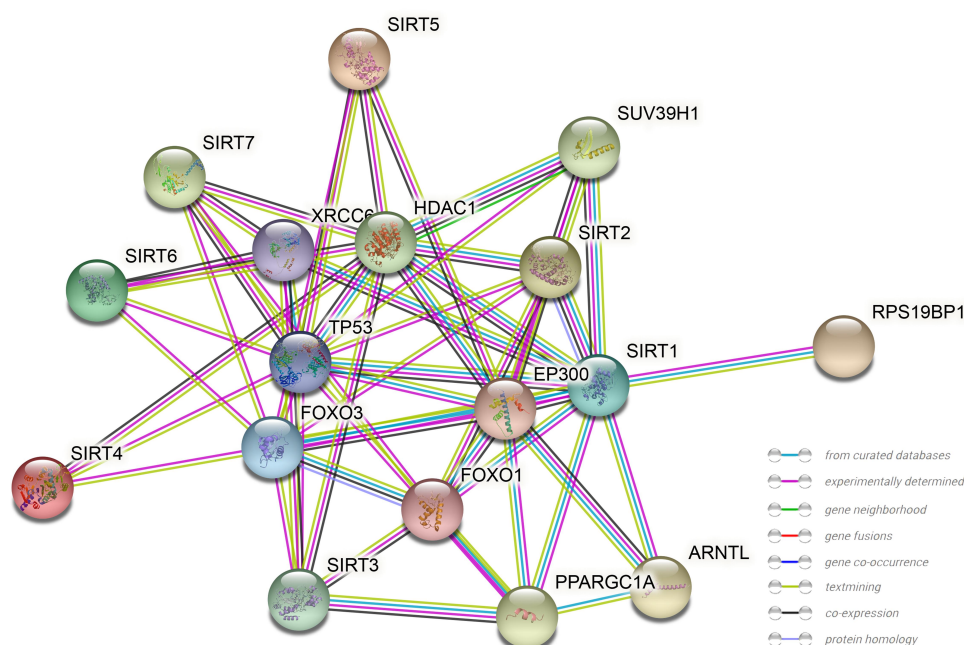 SIRT5
SUV39H1
SIRT7
XRCC6
HDAC1
SIRT2
SIRT6
RPS19BP1
TP53
SIRT1
EP300
FOXO3
SIRT4
FOXO1
from curated databases
experimentally determined
gene neighborhood
gene fusions
SIRT3
PPARGC1A
ARNTL
gene co-occurrence
textmining
co-expression
protein homology